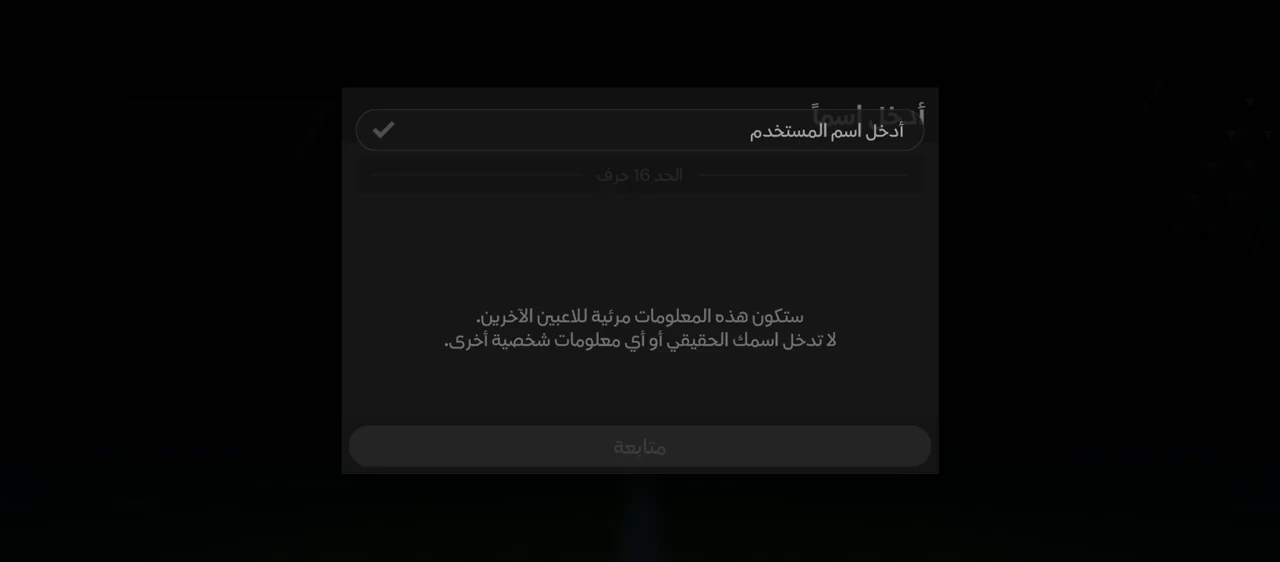 أدخل اسماً
أدخل اسم المستخدم
الحد 16 حرف
ستكون هذه المعلومات مرئية للاعبين الآخرين.
لا تدخل اسمك الحقيقي أو أي معلومات شخصية أخرى.
متابعة